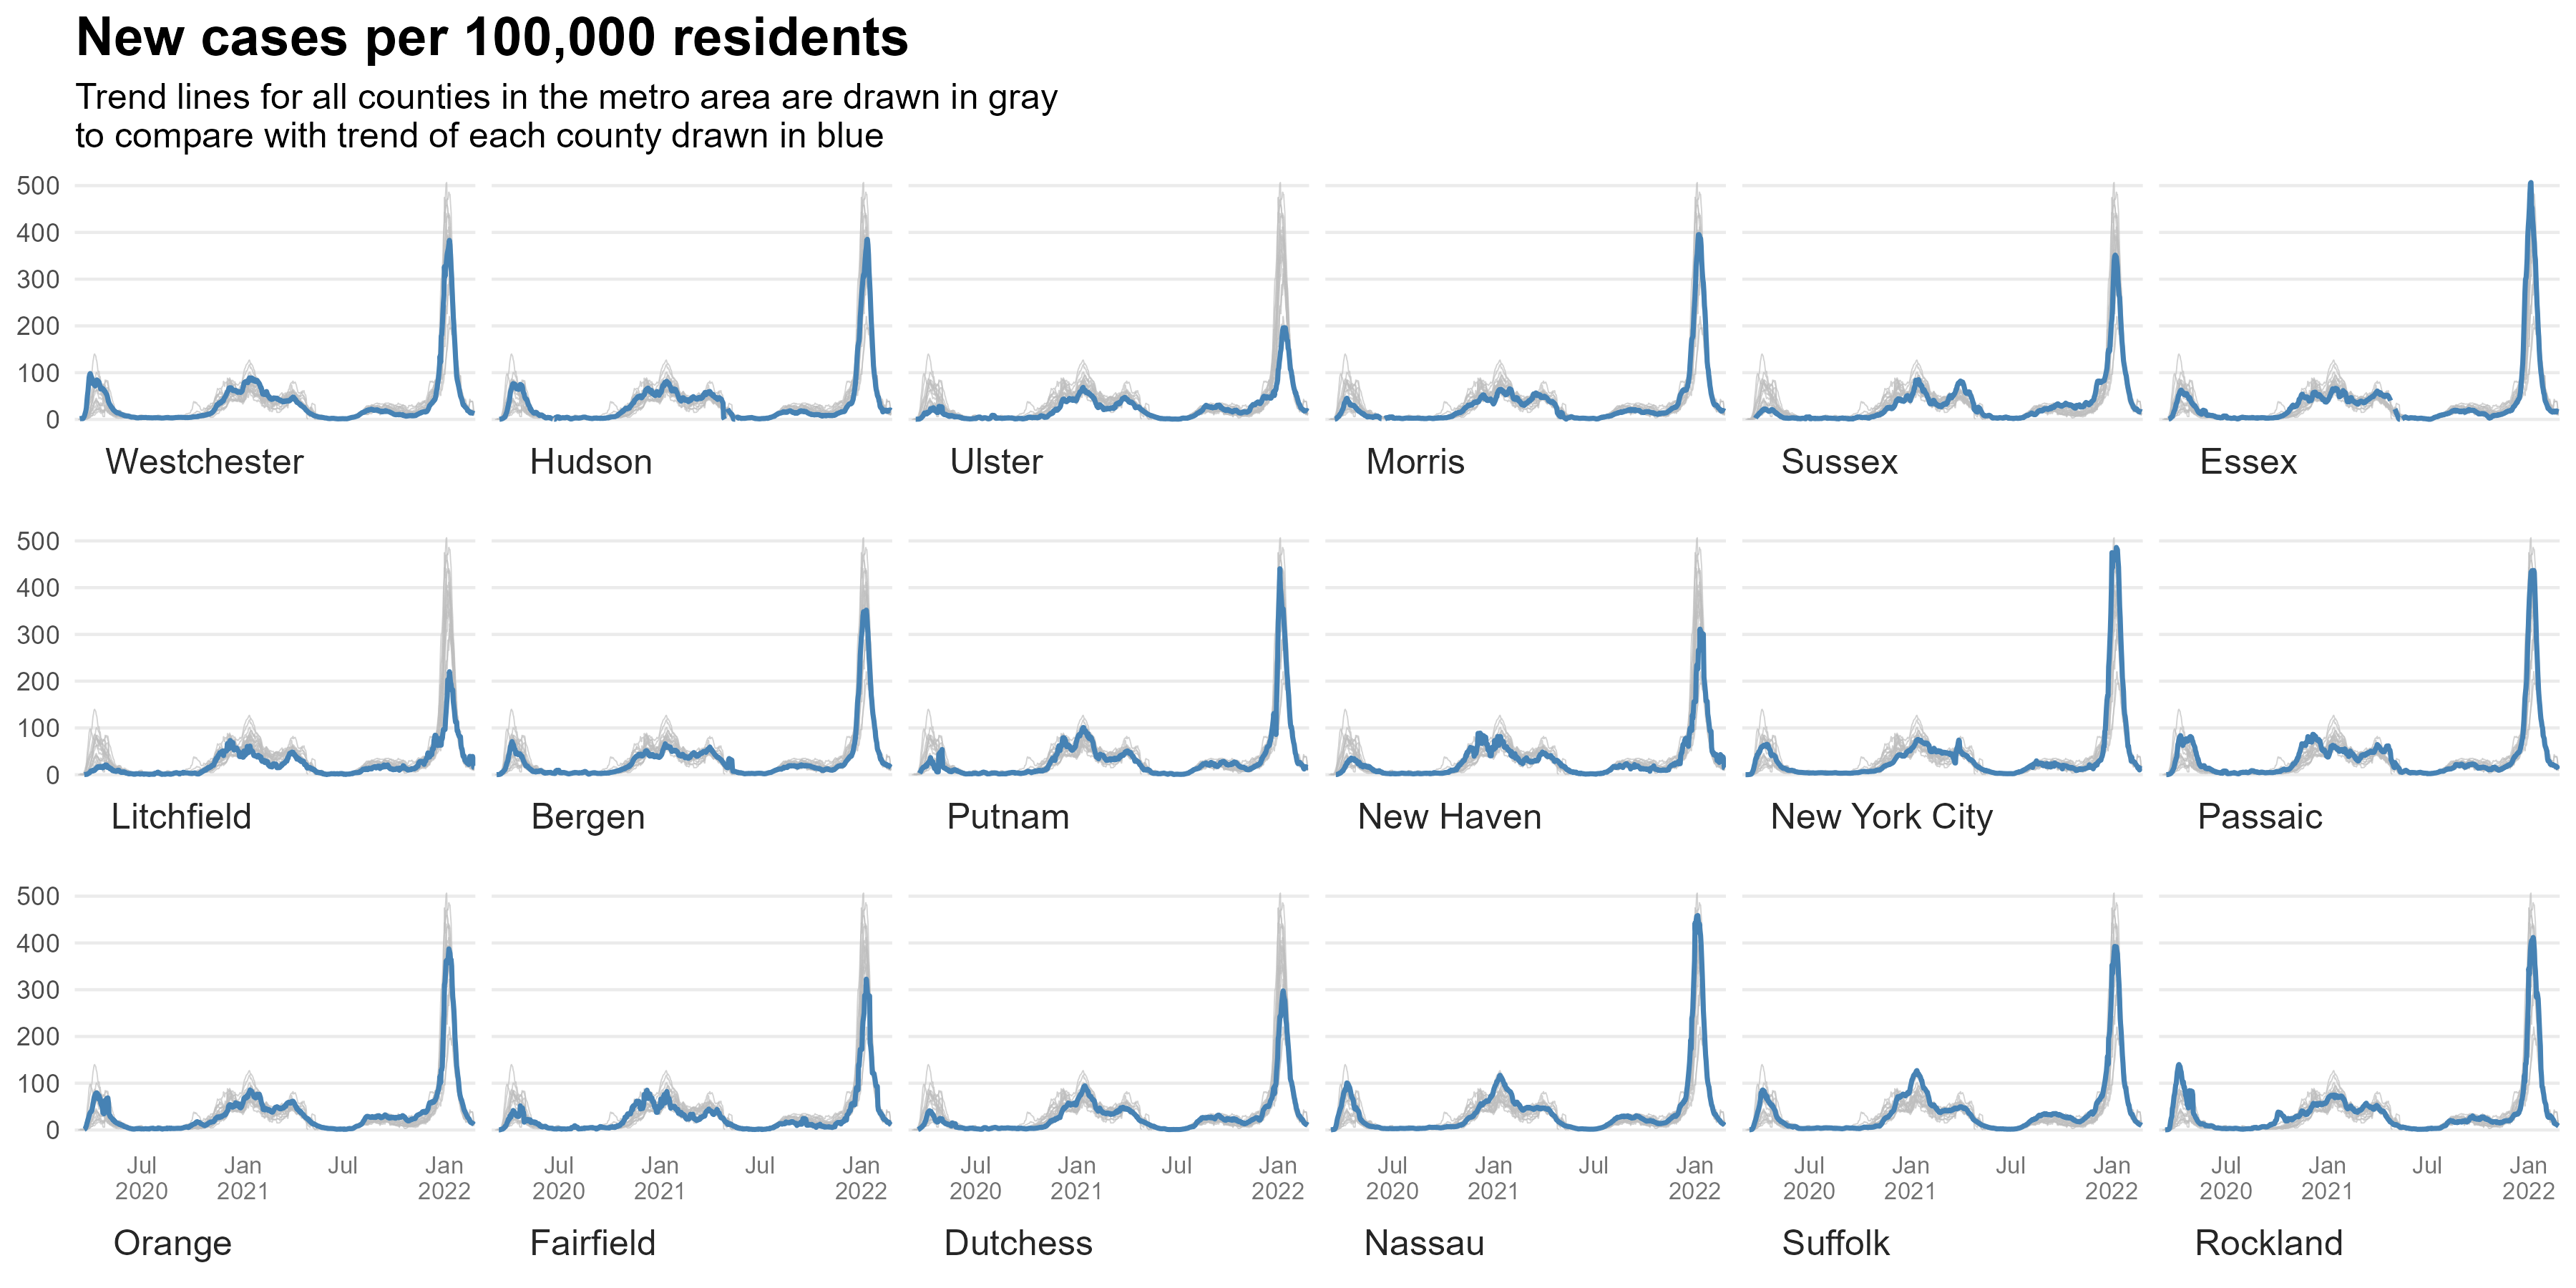 New cases per 100,000 residents
Trend lines for all counties in the metro area are drawn in gray
to compare with trend of each county drawn in blue
500
400
300
200
100
0
Westchester Hudson Ulster Morris Sussex Essex
500
400
300
200
100
0
Litchfield Bergen Putnam New Haven New York City Passaic
500
400
300
200
100
0
Jul Jan Jul Jan Jul Jan Jul Jan Jul Jan Jul Jan Jul Jan Jul Jan Jul Jan Jul Jan Jul Jan Jul Jan
2020 2021 2022 2020 2021 2022 2020 2021 2022 2020 2021 2022 2020 2021 2022 2020 2021 2022
Orange Fairfield Dutchess Nassau Suffolk Rockland